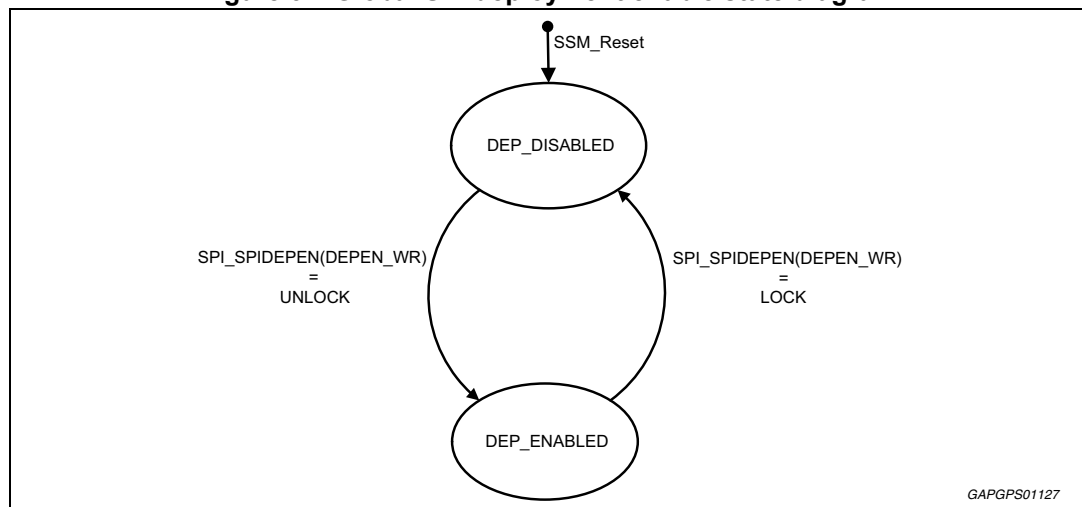 SSM_Reset
DEP_DISABLED
SPI_SPIDEPEN(DEPEN_WR)
=
UNLOCK
SPI_SPIDEPEN(DEPEN_WR)
=
LOCK
DEP_ENABLED
GAPGPS01127